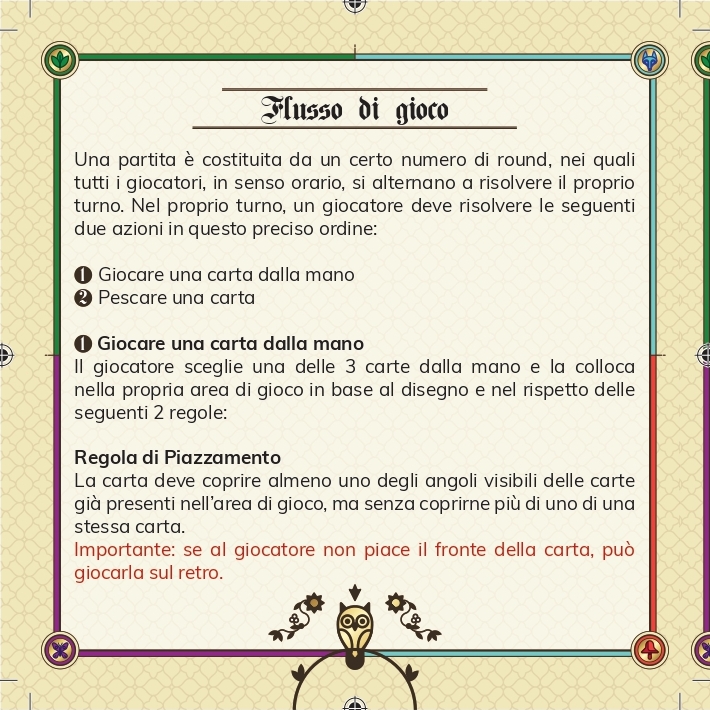 Flusso di gioco
Una partita è costituita da un certo numero di round, nei quali
tutti i giocatori, in senso orario, si alternano a risolvere il proprio
turno. Nel proprio turno, un giocatore deve risolvere le seguenti
due azioni in questo preciso ordine:
1 Giocare una carta dalla mano
2 Pescare una carta
1 Giocare una carta dalla mano
Il giocatore sceglie una delle 3 carte dalla mano e la colloca
nella propria area di gioco in base al disegno e nel rispetto delle
seguenti 2 regole:
Regola di Piazzamento
La carta deve coprire almeno uno degli angoli visibili delle carte
già presenti nell'area di gioco, ma senza coprirne più di uno di una
stessa carta.
Importante: se al giocatore non piace il fronte della carta, può
giocarla sul retro.